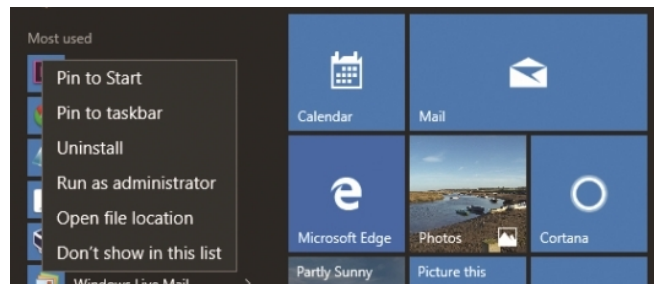 Most used
Pin to Start
Pin to taskbar
Uninstall
Run as administrator
Open file location
Don't show in this list
Windows Live Mail
Calendar
Mail
Microsoft Edge
Photos
Cortana
Partly Sunny
Picture this